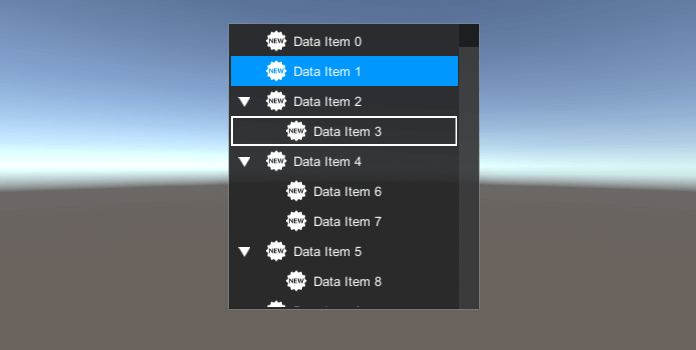 NEW Data Item 0
NEW Data Item 1
NEW Data Item 2
NEW Data Item 3
NEW Data Item 4
NEW Data Item 6
NEW Data Item 7
NEW Data Item 5
NEW Data Item 8